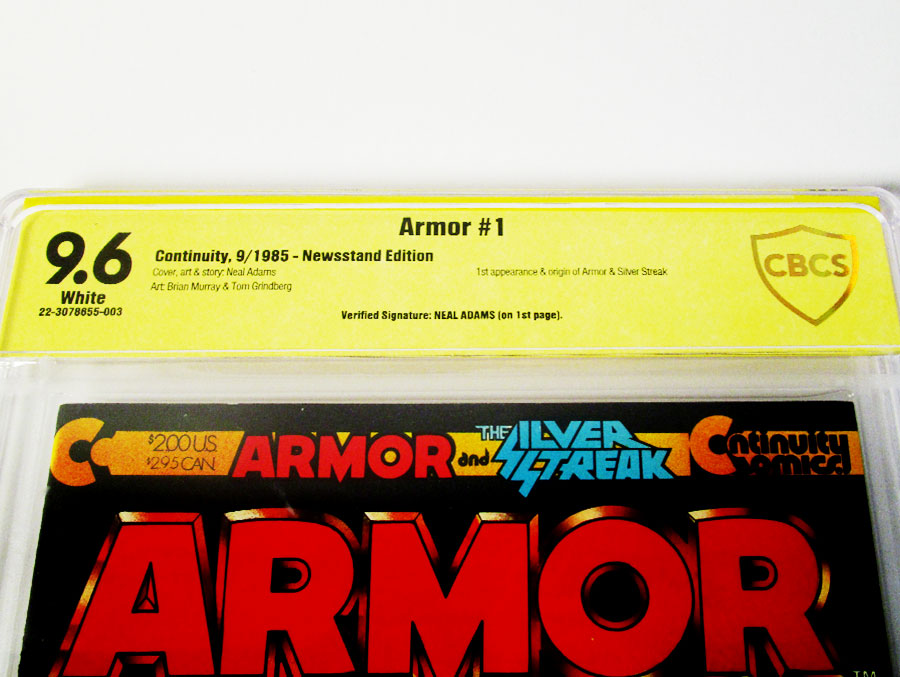 Armor #1
9.6
White
22-3078655-003
Continuity, 9/1985 - Newsstand Edition
Cover, art & story: Neal Adams
Art: Brian Murray & Tom Grindberg
1st appearance & origin of Armor & Silver Streak
Verified Signature: NEAL ADAMS (on 1st page).
CBCS
$2.00 U.S.
$2.95 CAN.
ARMOR and THE SILVER STREAK
Continuity Comics
ARMOR
TM